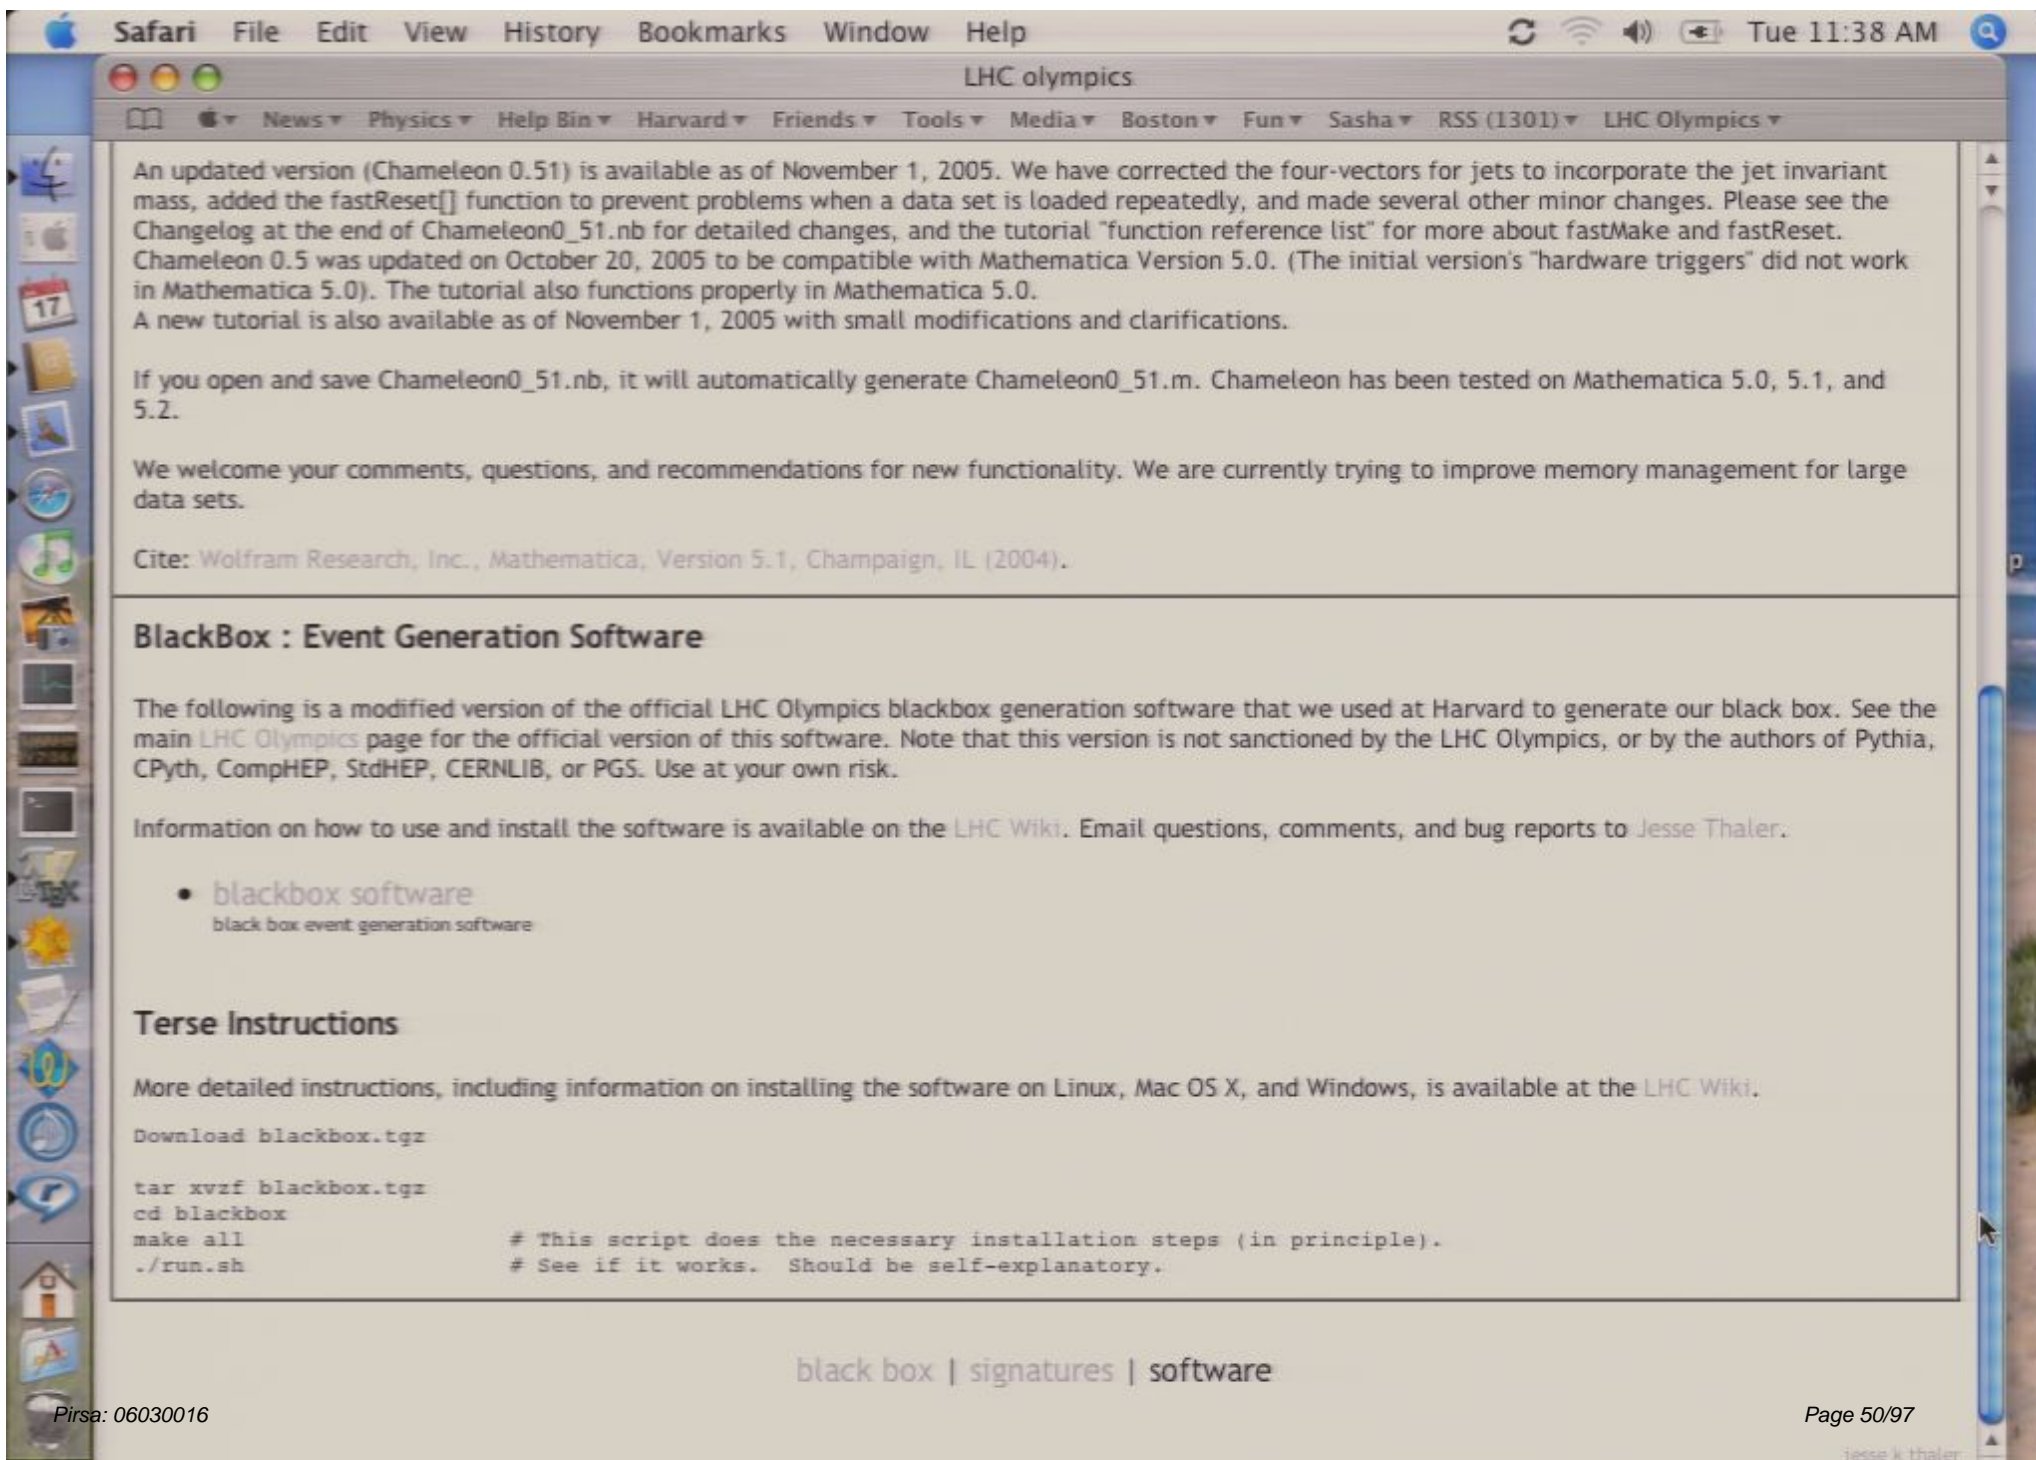 Safari File Edit View History Bookmarks Window Help Tue 11:38 AM
LHC olympics
News Physics Help Bin Harvard Friends Tools Media Boston Fun Sasha RSS (1301) LHC Olympics
An updated version (Chameleon 0.51) is available as of November 1, 2005. We have corrected the four-vectors for jets to incorporate the jet invariant
mass, added the fastReset[] function to prevent problems when a data set is loaded repeatedly, and made several other minor changes. Please see the
Changelog at the end of Chameleon0_51.nb for detailed changes, and the tutorial "function reference list" for more about fastMake and fastReset.
Chameleon 0.5 was updated on October 20, 2005 to be compatible with Mathematica Version 5.0. (The initial version's "hardware triggers" did not work
in Mathematica 5.0). The tutorial also functions properly in Mathematica 5.0.
A new tutorial is also available as of November 1, 2005 with small modifications and clarifications.
If you open and save Chameleon0_51.nb, it will automatically generate Chameleon0_51.m. Chameleon has been tested on Mathematica 5.0, 5.1, and
5.2.
We welcome your comments, questions, and recommendations for new functionality. We are currently trying to improve memory management for large
data sets.
Cite: Wolfram Research, Inc., Mathematica, Version 5.1, Champaign, IL (2004).
BlackBox : Event Generation Software
The following is a modified version of the official LHC Olympics blackbox generation software that we used at Harvard to generate our black box. See the
main LHC Olympics page for the official version of this software. Note that this version is not sanctioned by the LHC Olympics, or by the authors of Pythia,
CPyth, CompHEP, StdHEP, CERNLIB, or PGS. Use at your own risk.
Information on how to use and install the software is available on the LHC Wiki. Email questions, comments, and bug reports to Jesse Thaler.
• blackbox software
black box event generation software
Terse Instructions
More detailed instructions, including information on installing the software on Linux, Mac OS X, and Windows, is available at the LHC Wiki.
Download blackbox.tgz
tar xvzf blackbox.tgz
cd blackbox
make all # This script does the necessary installation steps (in principle).
./run.sh # See if it works. Should be self-explanatory.
black box | signatures | software
jesse k thaler
17
p
Pirsa: 06030016
Page 50/97